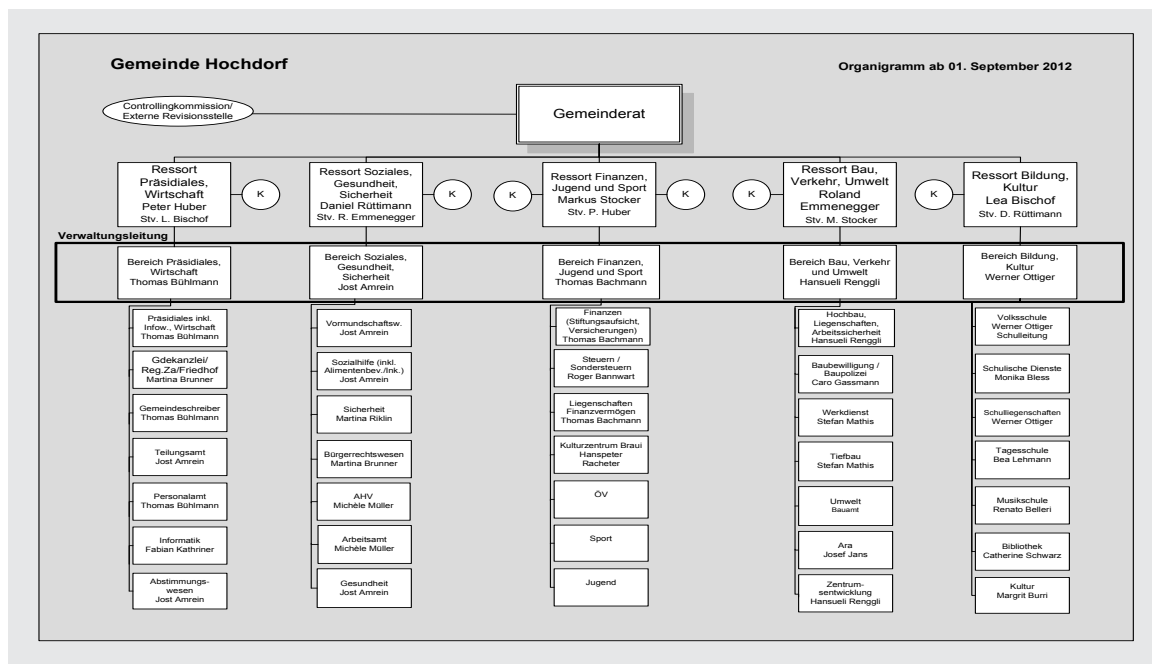 Gemeinde Hochdorf
Organigramm ab 01. September 2012
Controllingkommission/
Externe Revisionsstelle
Gemeinderat
Ressort
Präsidiales,
Wirtschaft
Peter Huber
Stv. L. Bischof
K
Ressort Soziales,
Gesundheit,
Sicherheit
Daniel Rüttimann
Stv. R. Emmenegger
K
K
Ressort Finanzen,
Jugend und Sport
Markus Stocker
Stv. P. Huber
K
K
Ressort Bau,
Verkehr, Umwelt
Roland
Emmenegger
Stv. M. Stocker
K
Ressort Bildung,
Kultur
Lea Bischof
Stv. D. Rüttimann
Verwaltungsleitung
Bereich Präsidiales,
Wirtschaft
Thomas Bühlmann
Bereich Soziales,
Gesundheit,
Sicherheit
Jost Amrein
Bereich Finanzen,
Jugend und Sport
Thomas Bachmann
Bereich Bau, Verkehr
und Umwelt
Hansueli Renggli
Bereich Bildung,
Kultur
Werner Ottiger
Präsidiales inkl.
Infow., Wirtschaft
Thomas Bühlmann
Gdekanzlei/
Reg.Za/Friedhof
Martina Brunner
Gemeindeschreiber
Thomas Bühlmann
Teilungsamt
Jost Amrein
Personalamt
Thomas Bühlmann
Informatik
Fabian Kathriner
Abstimmungs-
wesen
Jost Amrein
Vormundschaftsw.
Jost Amrein
Sozialhilfe (inkl.
Alimentenbev./Ink.)
Jost Amrein
Sicherheit
Martina Riklin
Bürgerrechtswesen
Martina Brunner
AHV
Michèle Müller
Arbeitsamt
Michèle Müller
Gesundheit
Jost Amrein
Finanzen
(Stiftungsaufsicht,
Versicherungen)
Thomas Bachmann
Steuern /
Sondersteuern
Roger Bannwart
Liegenschaften
Finanzvermögen
Thomas Bachmann
Kulturzentrum Braui
Hanspeter
Racheter
ÖV
Sport
Jugend
Hochbau,
Liegenschaften,
Arbeitssicherheit
Hansueli Renggli
Baubewilligung /
Baupolizei
Caro Gassmann
Werkdienst
Stefan Mathis
Tiefbau
Stefan Mathis
Umwelt
Bauamt
Ara
Josef Jans
Zentrum-
sentwicklung
Hansueli Renggli
Volksschule
Werner Ottiger
Schulleitung
Schulische Dienste
Monika Bless
Schulliegenschaften
Werner Ottiger
Tagesschule
Bea Lehmann
Musikschule
Renato Belleri
Bibliothek
Catherine Schwarz
Kultur
Margrit Burri